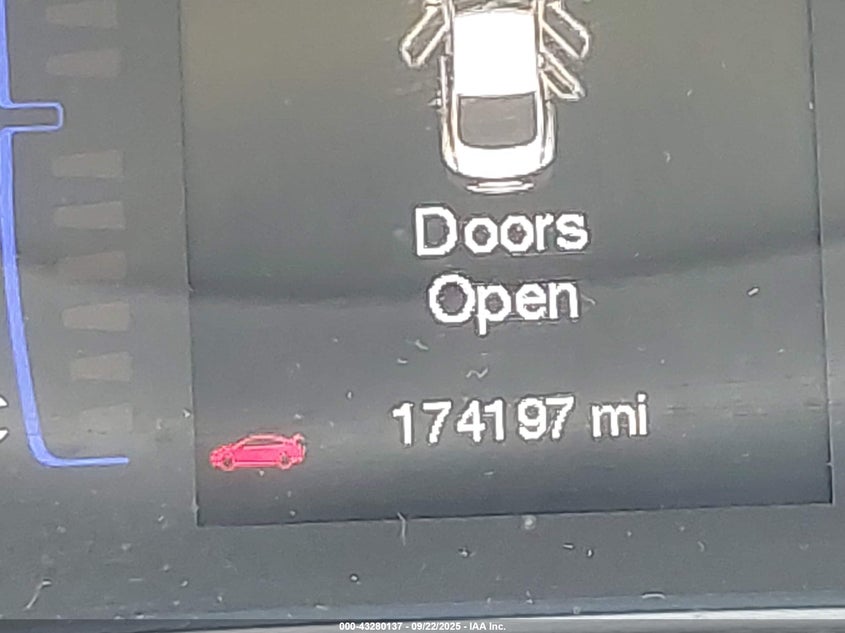 Doors
Open
174197 mi
C
000-43280137 - 09/22/2025 - IAA Inc.